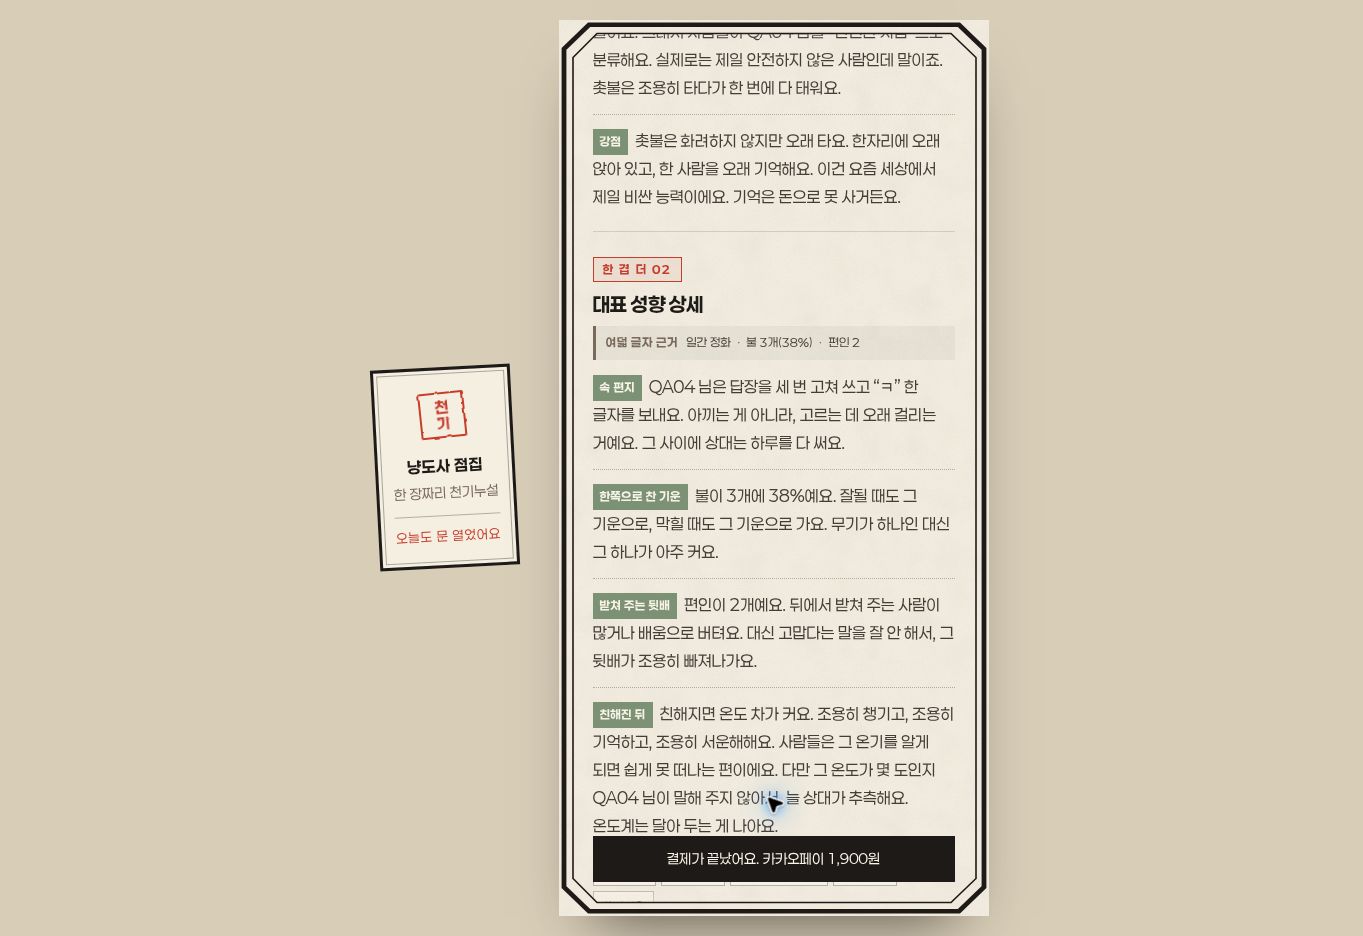 분류해요. 실제로는 제일 안전하지 않은 사람인데 말이죠.
촛불은 조용히 타다가 한 번에 다 태워요.
강점 촛불은 화려하지 않지만 오래 타요. 한자리에 오래
앉아 있고, 한 사람을 오래 기억해요. 이건 요즘 세상에서
제일 비싼 능력이에요. 기억은 돈으로 못 사거든요.
한 겹 더 02
대표 성향 상세
여덟 글자 근거 일간 정화 · 불 3개(38%) · 편인 2
속 편지 QA04 님은 답장을 세 번 고쳐 쓰고 “ㅋ” 한
글자를 보내요. 아끼는 게 아니라, 고르는 데 오래 걸리는
거예요. 그 사이에 상대는 하루를 다 써요.
한쪽으로 찬 기운 불이 3개에 38%예요. 잘될 때도 그
기운으로, 막힐 때도 그 기운으로 가요. 무기가 하나인 대신
그 하나가 아주 커요.
받쳐 주는 뒷배 편인이 2개예요. 뒤에서 받쳐 주는 사람이
많거나 배움으로 버텨요. 대신 고맙다는 말을 잘 안 해서, 그
뒷배가 조용히 빠져나가요.
친해진 뒤 친해지면 온도 차가 커요. 조용히 챙기고, 조용히
기억하고, 조용히 서운해해요. 사람들은 그 온기를 알게
되면 쉽게 못 떠나는 편이에요. 다만 그 온도가 몇 도인지
QA04 님이 말해 주지 늘 상대가 추측해요.
온도계는 달아 두는 게 나아요.
결제가 끝났어요. 카카오페이 1,900원
천
기
냥도사 점집
한 장짜리 천기누설
오늘도 문 열었어요